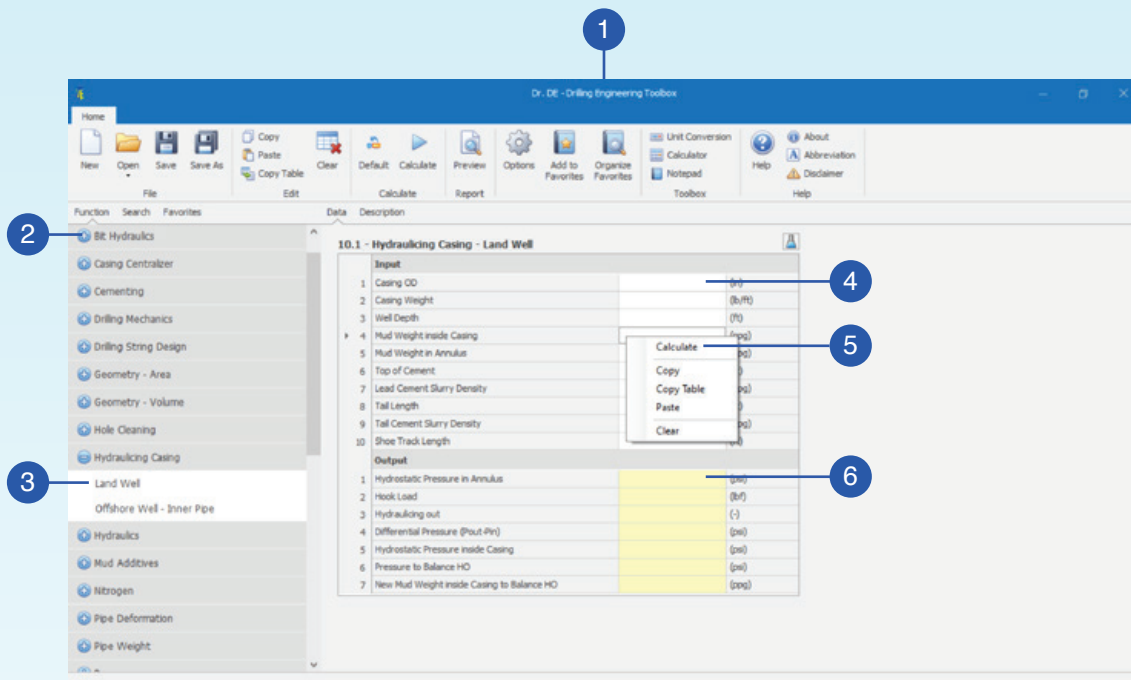 1
Dr. DE - Drilling Engineering Toolbox
Home
New Open Save Save As Copy Paste Copy Table Clear Default Calculate Preview Options Add to Favorites Organize Favorites Unit Conversion Calculator Notepad Help About Abbreviation Disclaimer
File Edit Calculate Report Toolbox Help
Function Search Favorites Data Description
2 Bit Hydraulics
Casing Centralizer
Cementing
Drilling Mechanics
Drilling String Design
Geometry - Area
Geometry - Volume
Hole Cleaning
Hydraulicing Casing
3 Land Well
Offshore Well - Inner Pipe
Hydraulics
Mud Additives
Nitrogen
Pipe Deformation
Pipe Weight
10.1 - Hydraulicing Casing - Land Well
Input
1 Casing OD (in) 4
2 Casing Weight (lb/ft)
3 Well Depth (ft)
4 Mud Weight inside Casing (ppg)
5 Mud Weight in Annulus
6 Top of Cement
7 Lead Cement Slurry Density
8 Tail Length
9 Tail Cement Slurry Density
10 Shoe Track Length
Calculate 5
Copy
Copy Table
Paste
Clear
Output
1 Hydrostatic Pressure in Annulus (psi) 6
2 Hook Load (lbf)
3 Hydraulicing out (-)
4 Differential Pressure (Pout-Pin) (psi)
5 Hydrostatic Pressure inside Casing (psi)
6 Pressure to Balance HO (psi)
7 New Mud Weight inside Casing to Balance HO (ppg)